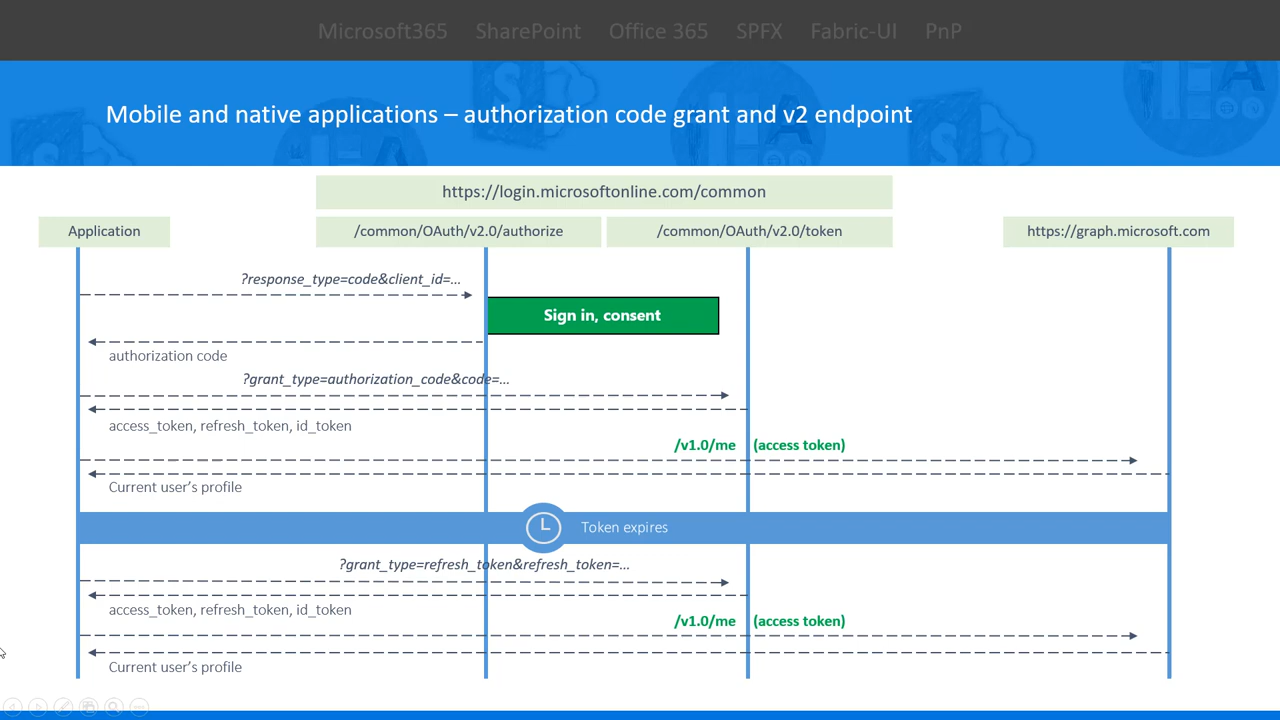 Microsoft365 SharePoint Office 365 SPFX Fabric-UI PnP
Mobile and native applications – authorization code grant and v2 endpoint
https://login.microsoftonline.com/common
Application
/common/OAuth/v2.0/authorize
/common/OAuth/v2.0/token
https://graph.microsoft.com
?response_type=code&client_id=...
Sign in, consent
authorization code
?grant_type=authorization_code&code=...
access_token, refresh_token, id_token
/v1.0/me (access token)
Current user’s profile
Token expires
?grant_type=refresh_token&refresh_token=...
access_token, refresh_token, id_token
/v1.0/me (access token)
Current user’s profile